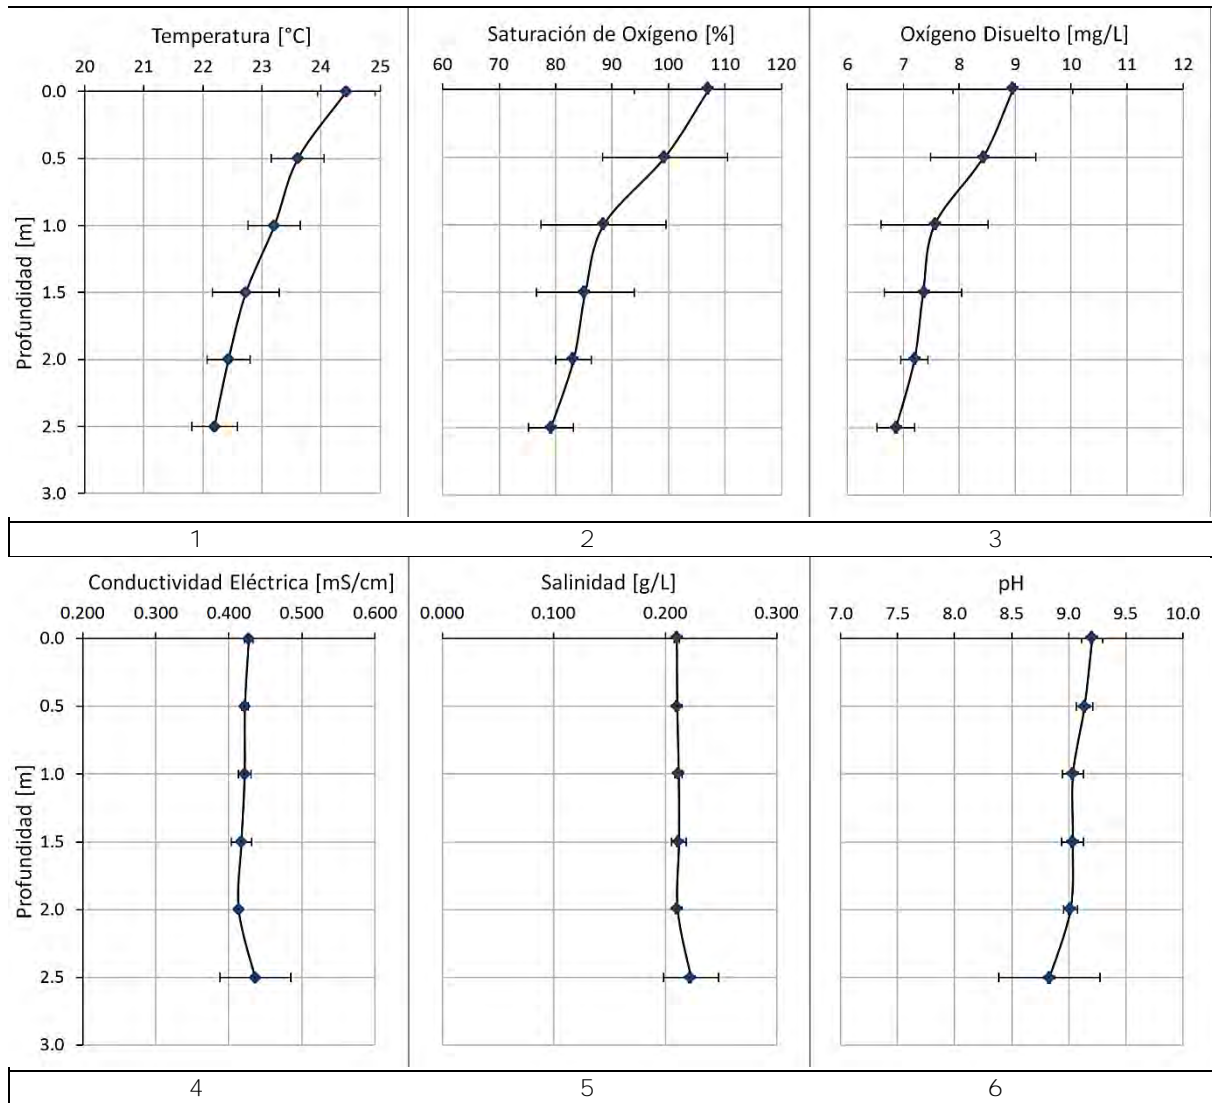 Temperatura [°C]
20 21 22 23 24 25
0.0
0.5
1.0
1.5
2.0
2.5
3.0
Profundidad [m]
Saturación de Oxígeno [%]
60 70 80 90 100 110 120
Oxígeno Disuelto [mg/L]
6 7 8 9 10 11 12
1 2 3
Conductividad Eléctrica [mS/cm]
0.200 0.300 0.400 0.500 0.600
0.0
0.5
1.0
1.5
2.0
2.5
3.0
Profundidad [m]
Salinidad [g/L]
0.000 0.100 0.200 0.300
pH
7.0 7.5 8.0 8.5 9.0 9.5 10.0
4 5 6